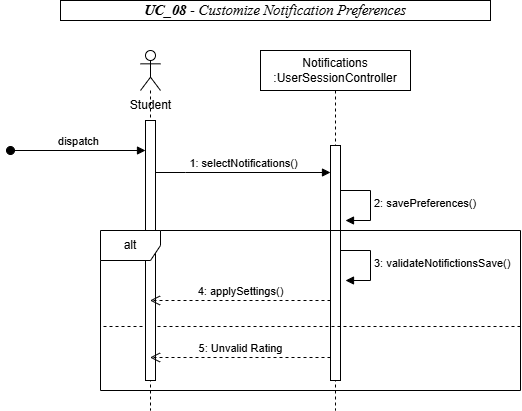 UC_08 - Customize Notification Preferences
Notifications
:UserSessionController
Student
dispatch
1: selectNotifications()
2: savePreferences()
alt
3: validateNotifictionsSave()
4: applySettings()
5: Unvalid Rating